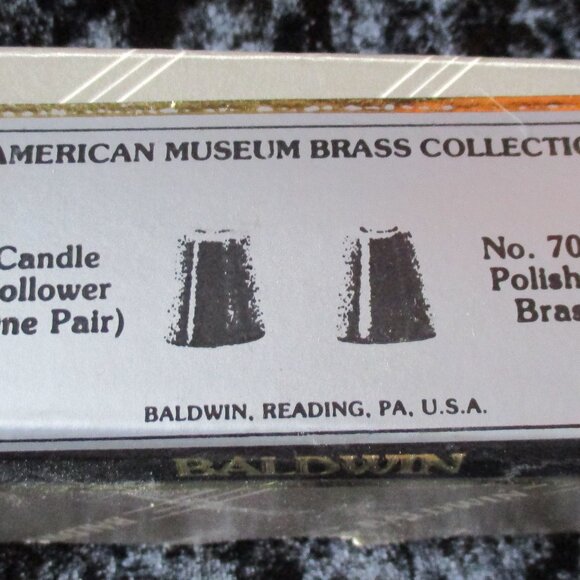 AMERICAN MUSEUM BRASS COLLECTIO
Candle
ollower
ne Pair)
No. 70
Polish
Bras
BALDWIN, READING, PA, U.S.A.
BALDWIN